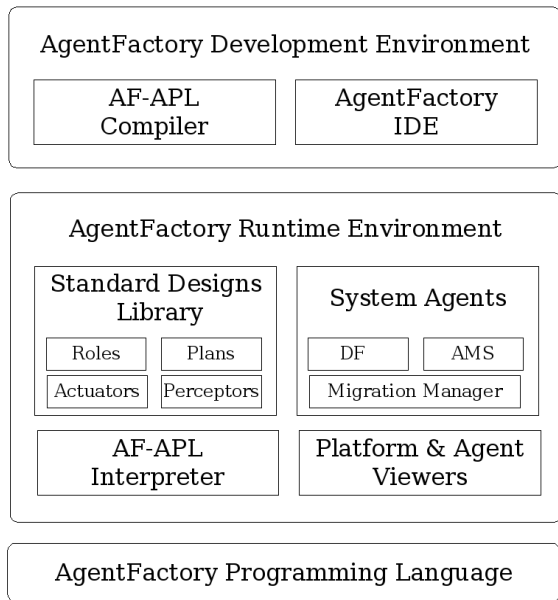 AgentFactory Development Environment
AF-APL
Compiler
AgentFactory
IDE
AgentFactory Runtime Environment
Standard Designs
Library
Roles
Plans
Actuators
Perceptors
System Agents
DF
AMS
Migration Manager
AF-APL
Interpreter
Platform & Agent
Viewers
AgentFactory Programming Language